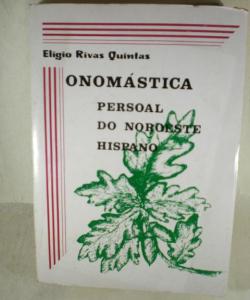 Eligio Rivas Quintas
ONOMÁSTICA
PERSOAL
DO NOROESTE
HISPANO